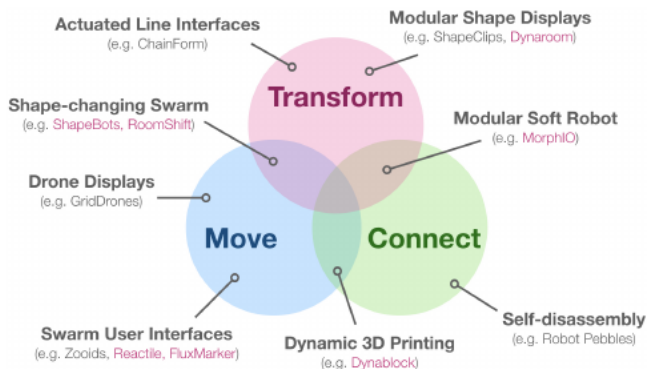 Actuated Line Interfaces
(e.g. ChainForm)
Modular Shape Displays
(e.g. ShapeClips, Dynaroom)
Transform
Shape-changing Swarm
(e.g. ShapeBots, RoomShift)
Modular Soft Robot
(e.g. MorphIO)
Drone Displays
(e.g. GridDrones)
Move
Connect
Swarm User Interfaces
(e.g. Zooids, Reactile, FluxMarker)
Dynamic 3D Printing
(e.g. Dynablock)
Self-disassembly
(e.g. Robot Pebbles)